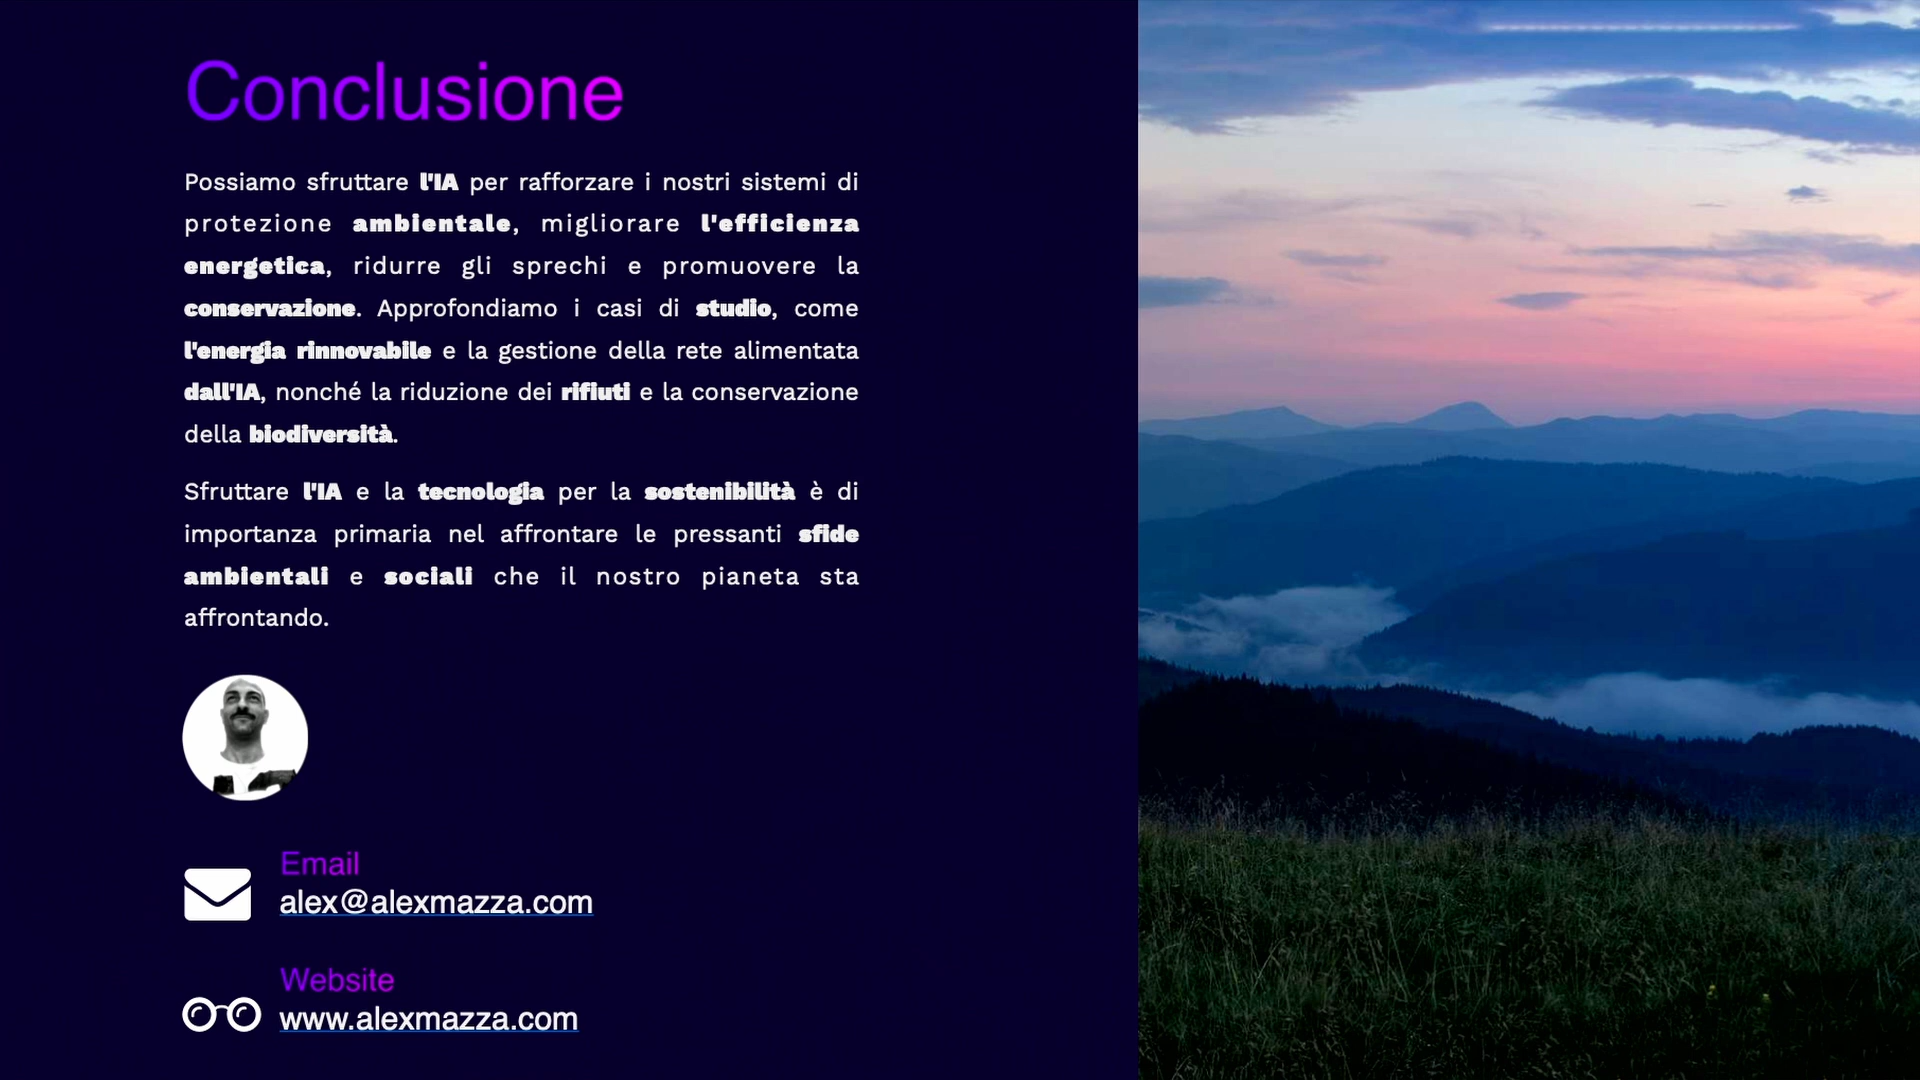 Conclusione
Possiamo sfruttare l'IA per rafforzare i nostri sistemi di
protezione ambientale, migliorare l'efficienza
energetica, ridurre gli sprechi e promuovere la
conservazione. Approfondiamo i casi di studio, come
l'energia rinnovabile e la gestione della rete alimentata
dall'IA, nonché la riduzione dei rifiuti e la conservazione
della biodiversità.
Sfruttare l'IA e la tecnologia per la sostenibilità è di
importanza primaria nel affrontare le pressanti sfide
ambientali e sociali che il nostro pianeta sta
affrontando.
Email
alex@alexmazza.com
Website
www.alexmazza.com